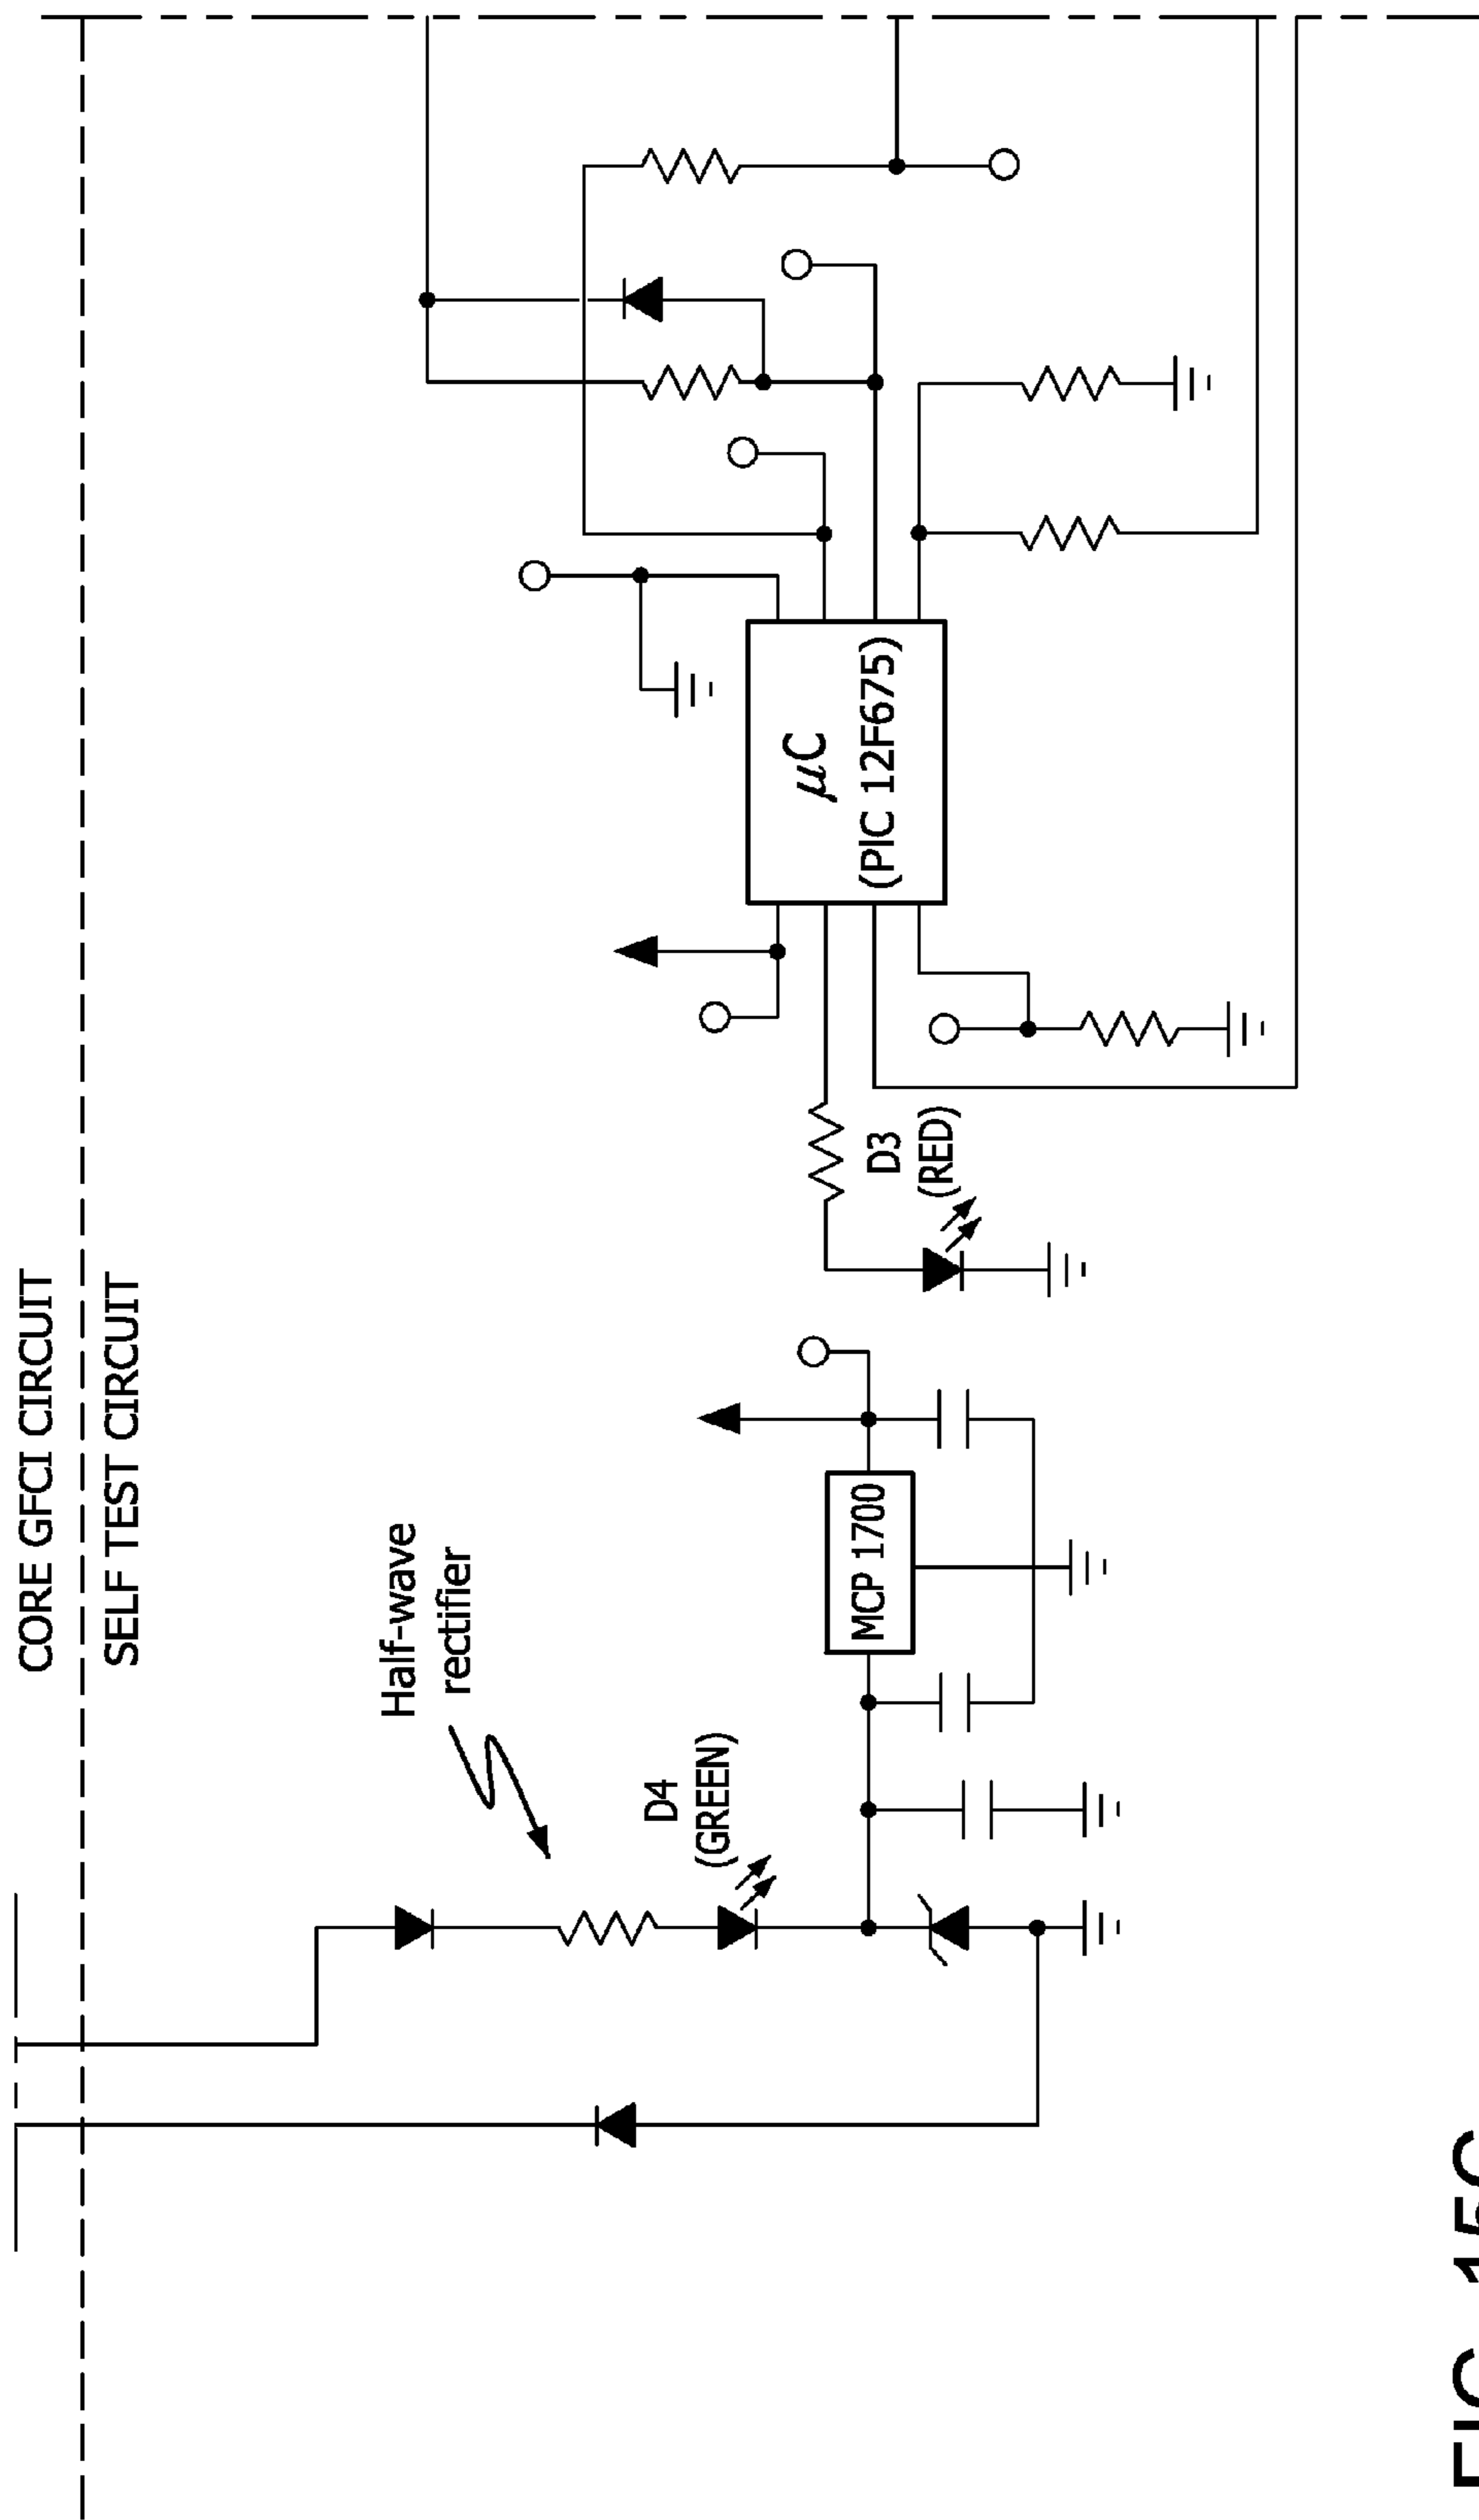 CORE GFCI CIRCUIT
SELF TEST CIRCUIT
Half-wave
rectifier
D4
(GREEN)
MCP 1700
D3
(RED)
μC
(PIC 12F675)